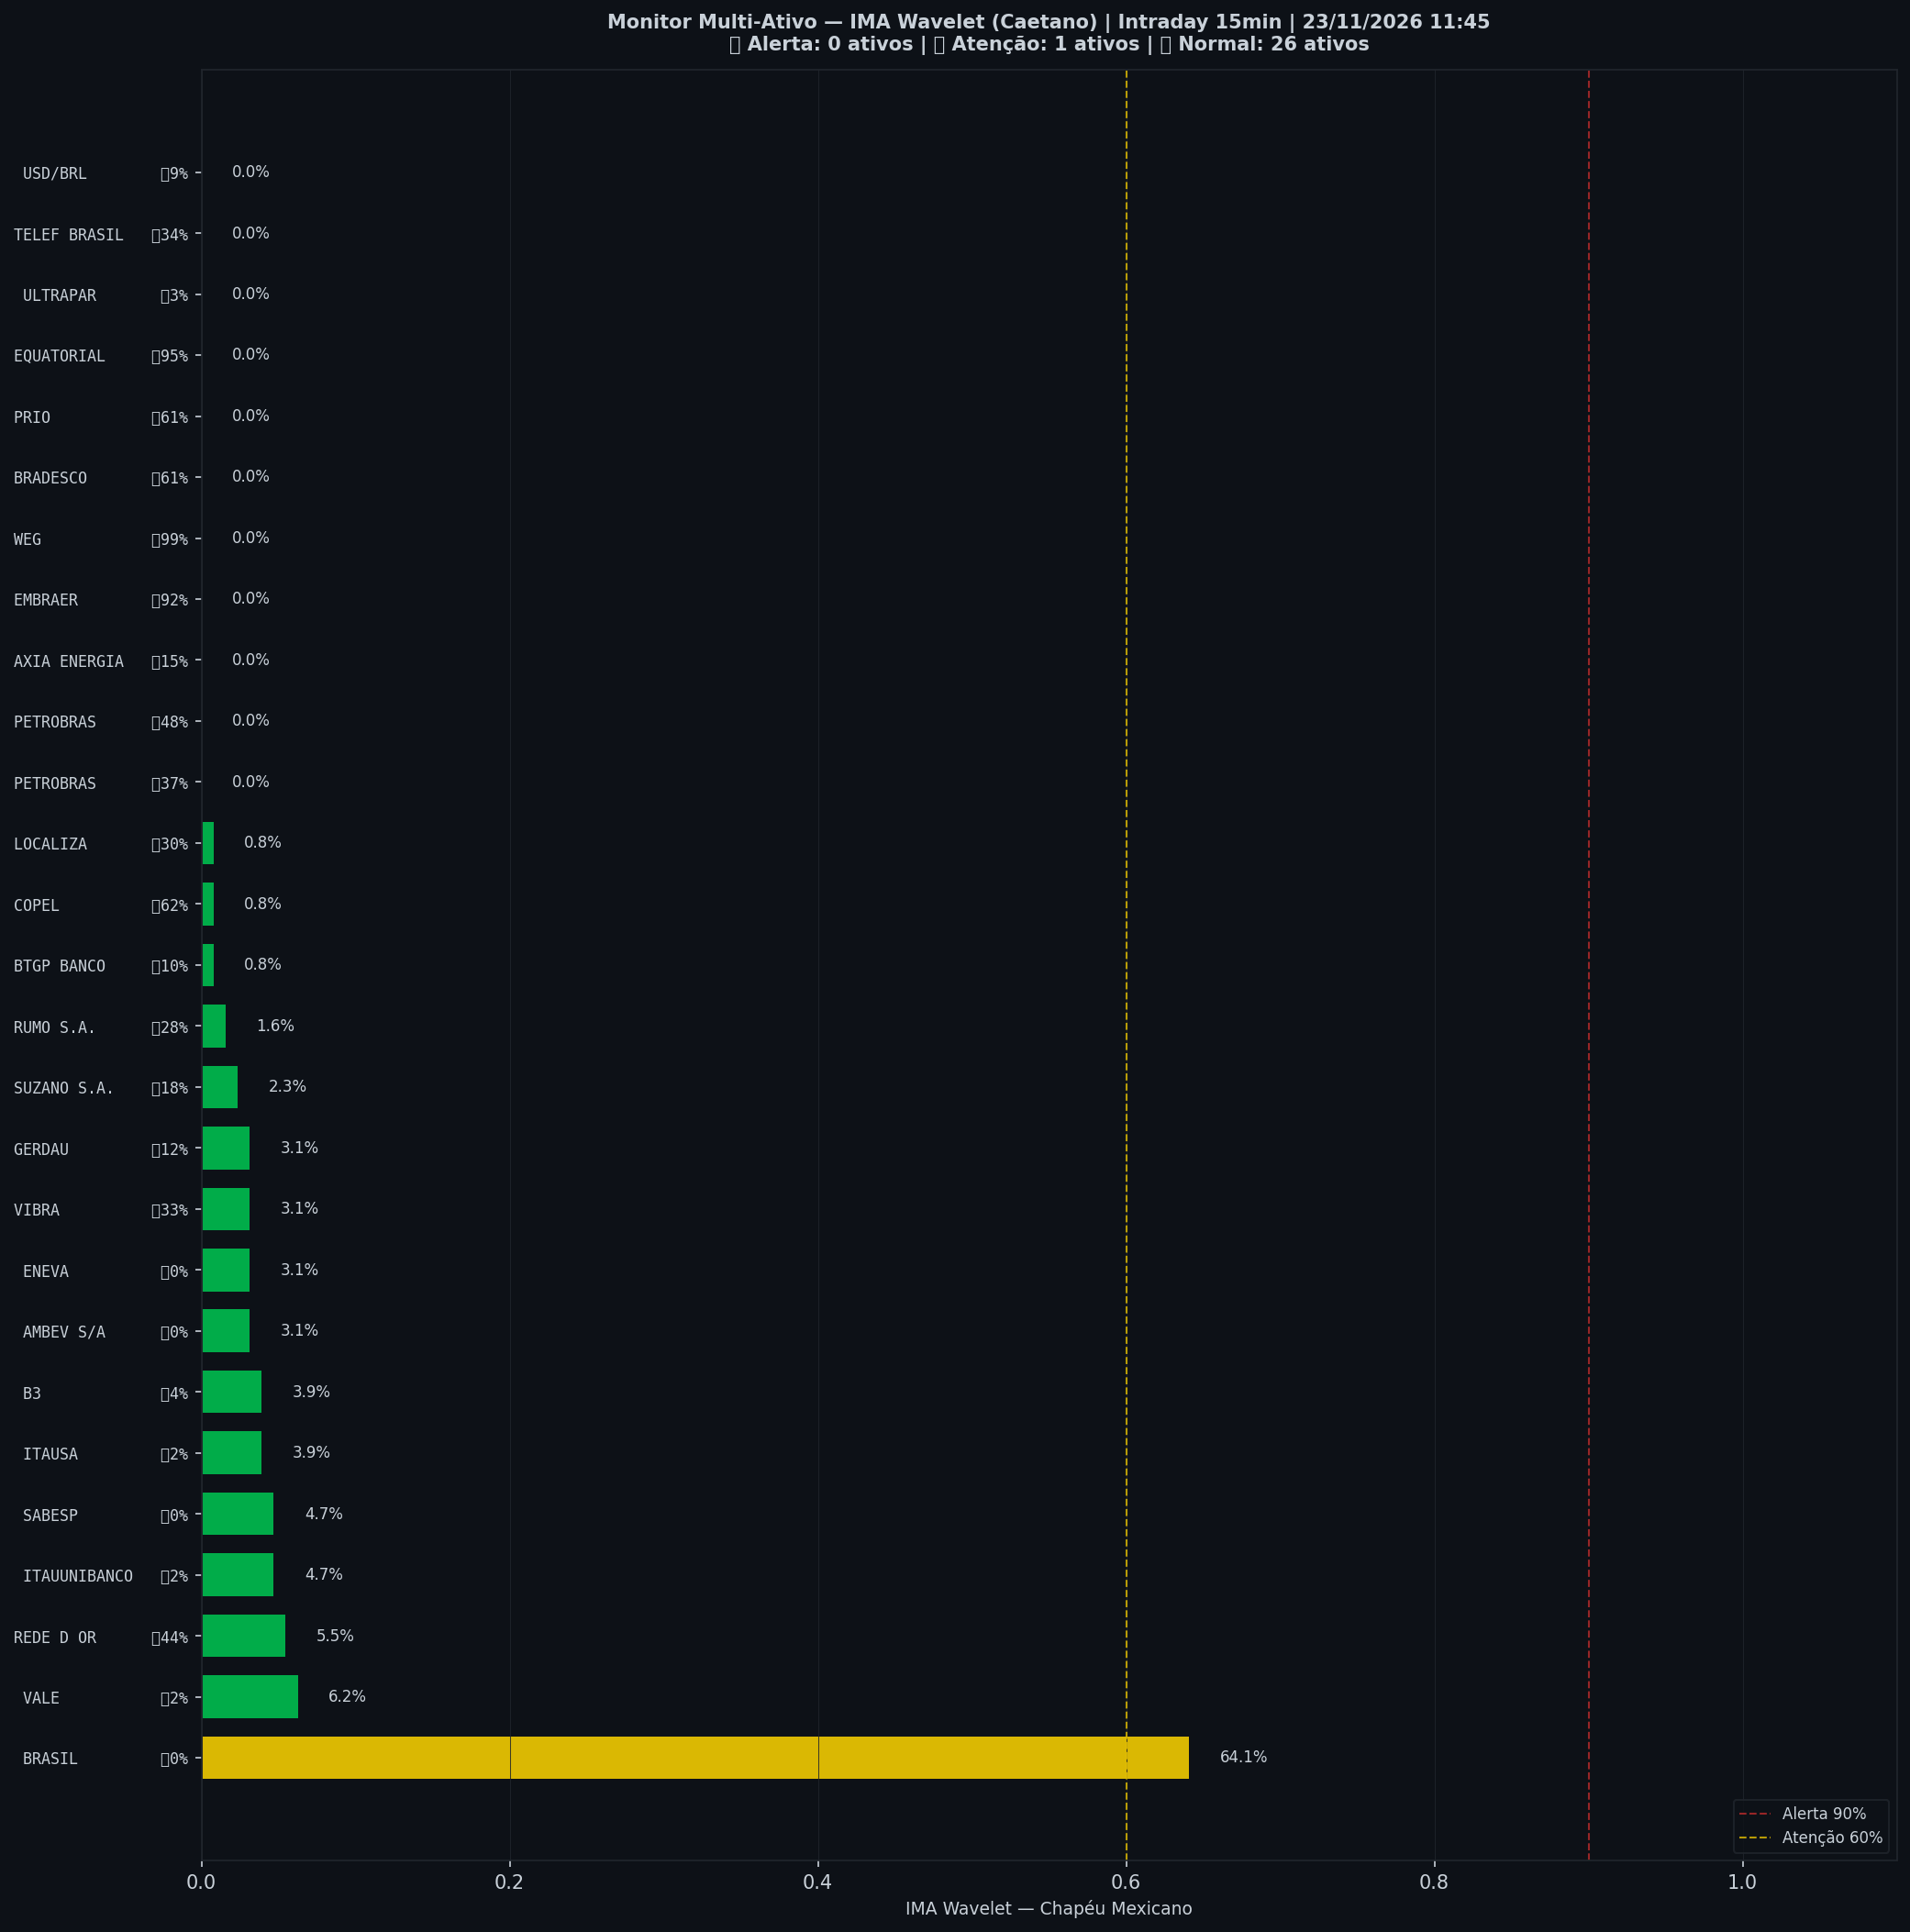 Monitor Multi-Ativo — IMA Wavelet (Caetano) | Intraday 15min | 23/11/2026 11:45
▯ Alerta: 0 ativos | ▯ Atenção: 1 ativos | ▯ Normal: 26 ativos
USD/BRL ▯9% 0.0%
TELEF BRASIL ▯34% 0.0%
ULTRAPAR ▯3% 0.0%
EQUATORIAL ▯95% 0.0%
PRIO ▯61% 0.0%
BRADESCO ▯61% 0.0%
WEG ▯99% 0.0%
EMBRAER ▯92% 0.0%
AXIA ENERGIA ▯15% 0.0%
PETROBRAS ▯48% 0.0%
PETROBRAS ▯37% 0.0%
LOCALIZA ▯30% 0.8%
COPEL ▯62% 0.8%
BTGP BANCO ▯10% 0.8%
RUMO S.A. ▯28% 1.6%
SUZANO S.A. ▯18% 2.3%
GERDAU ▯12% 3.1%
VIBRA ▯33% 3.1%
ENEVA ▯0% 3.1%
AMBEV S/A ▯0% 3.1%
B3 ▯4% 3.9%
ITAUSA ▯2% 3.9%
SABESP ▯0% 4.7%
ITAUUNIBANCO ▯2% 4.7%
REDE D OR ▯44% 5.5%
VALE ▯2% 6.2%
BRASIL ▯0% 64.1%
Alerta 90%
Atenção 60%
0.0 0.2 0.4 0.6 0.8 1.0
IMA Wavelet — Chapéu Mexicano